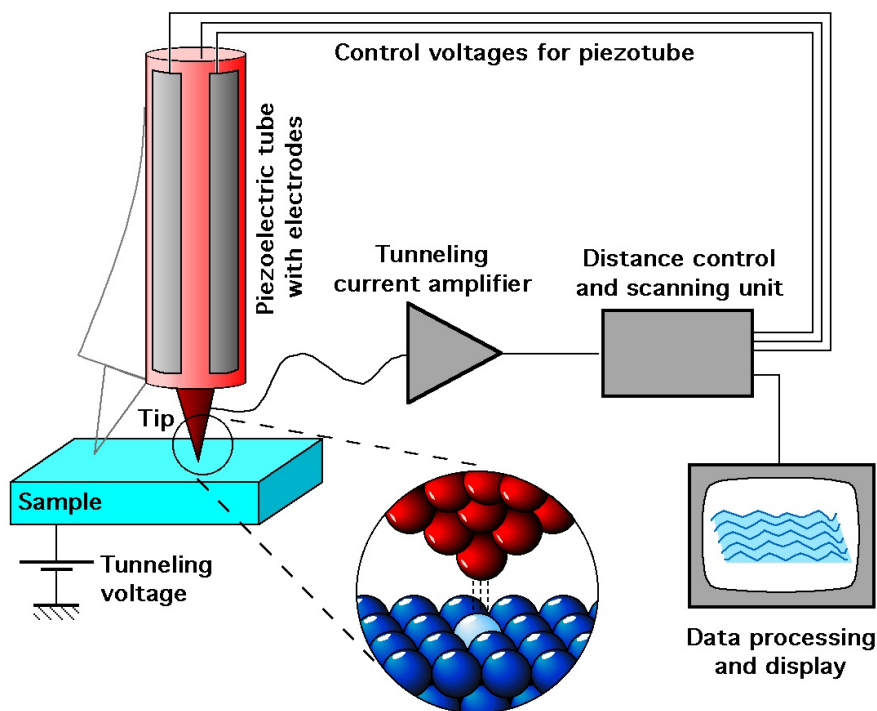 Control voltages for piezotube
Piezoelectric tube
with electrodes
Tunneling
current amplifier
Distance control
and scanning unit
Tip
Sample
Tunneling
voltage
Data processing
and display